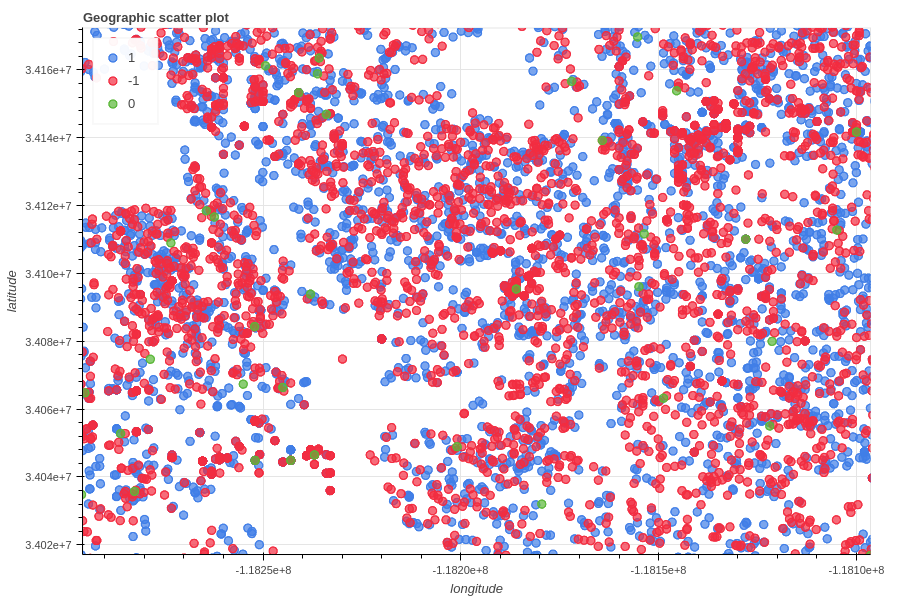 Geographic scatter plot
1
-1
0
3.416e+7
3.414e+7
3.412e+7
3.410e+7
3.408e+7
3.406e+7
3.404e+7
3.402e+7
latitude
-1.1825e+8 -1.1820e+8 -1.1815e+8 -1.1810e+8
longitude